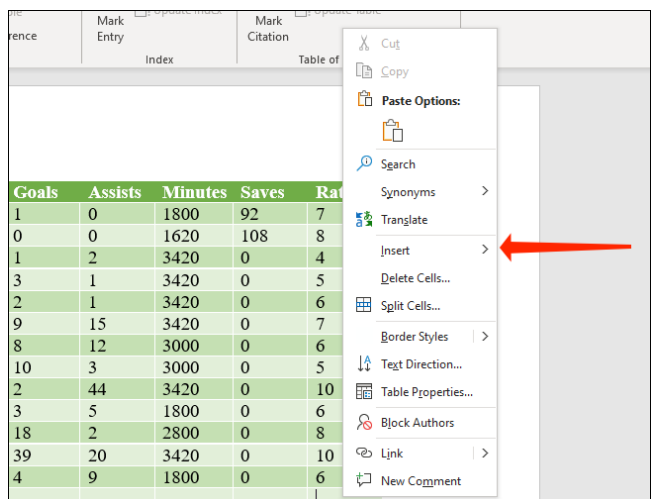 Update Index
Update Table
rence
Mark
Entry
Mark
Citation
Index
Table of
Cut
Copy
Paste Options:
Search
Synonyms
Translate
Insert
Delete Cells...
Split Cells...
Border Styles
Text Direction...
Table Properties...
Block Authors
Link
New Comment
Goals Assists Minutes Saves Rat
1 0 1800 92 7
0 0 1620 108 8
1 2 3420 0 4
3 1 3420 0 5
2 1 3420 0 6
9 15 3420 0 7
8 12 3000 0 6
10 3 3000 0 5
2 44 3420 0 10
3 5 1800 0 6
18 2 2800 0 8
39 20 3420 0 10
4 9 1800 0 6